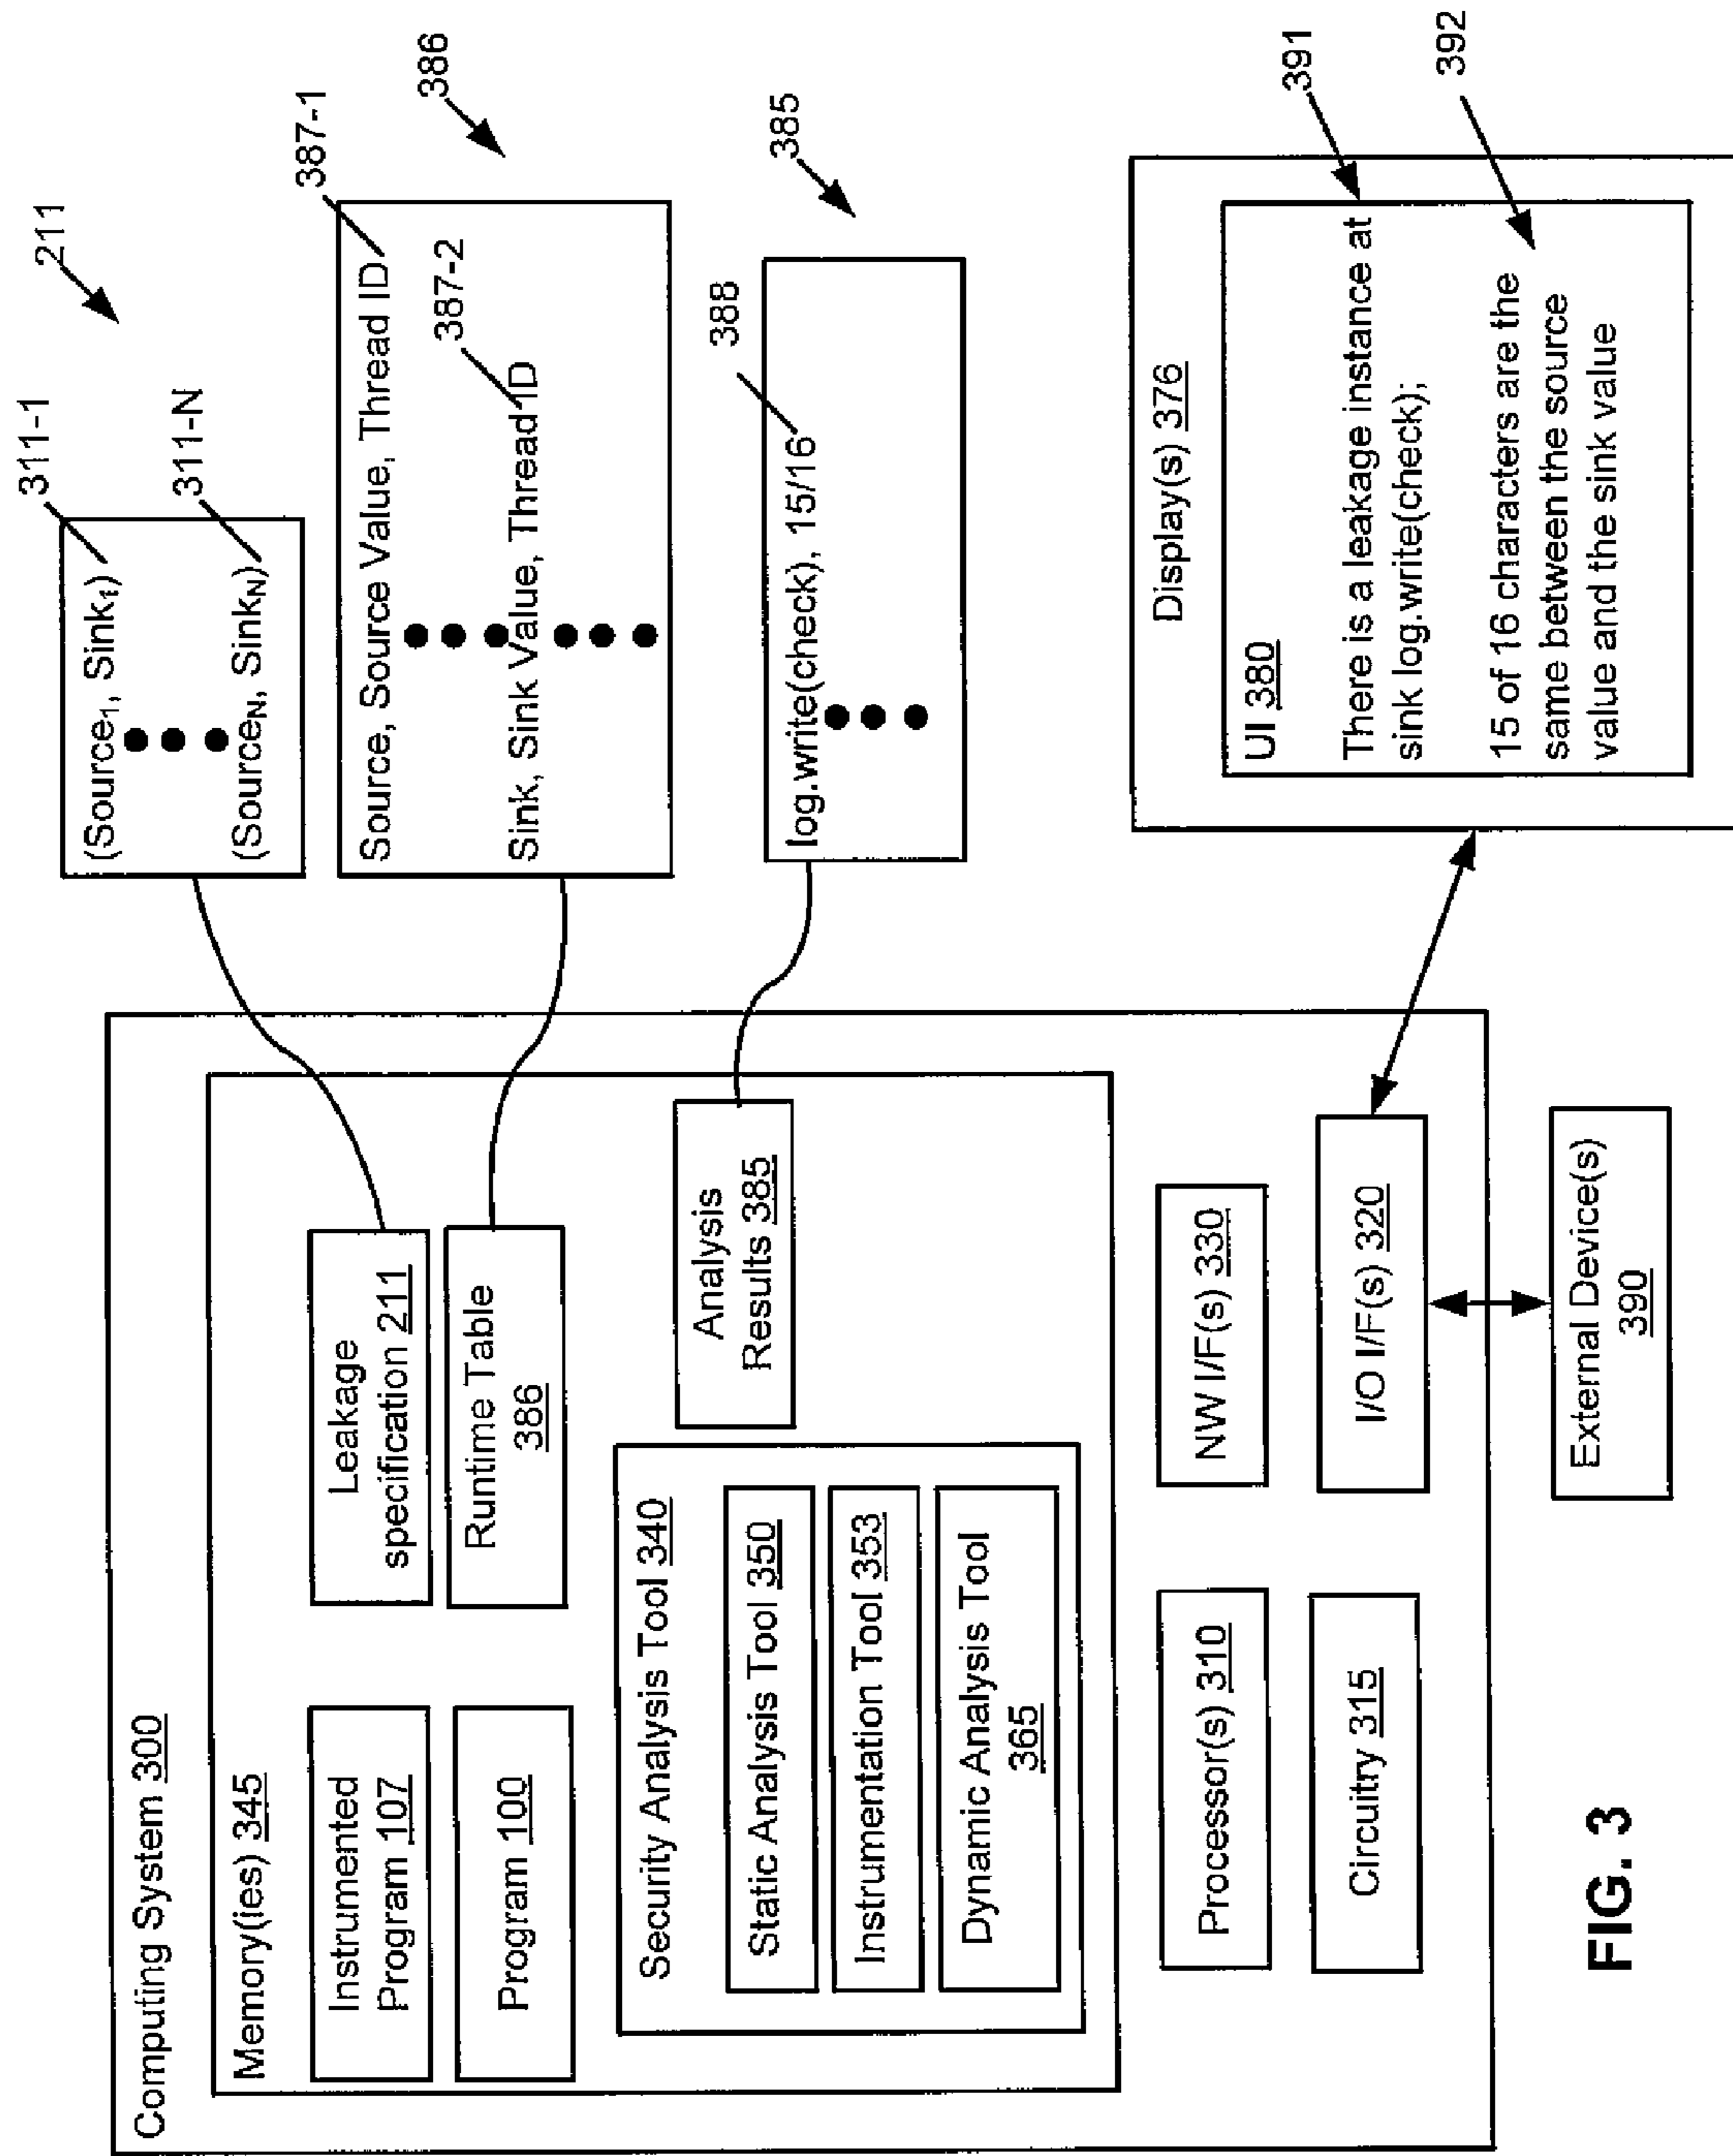 Computing System 300
Memory(ies) 345
Instrumented
Program 107
Program 100
Leakage
specification 211
Runtime Table
386
Security Analysis Tool 340
Static Analysis Tool 350
Instrumentation Tool 353
Dynamic Analysis Tool
365
Analysis
Results 385
Processor(s) 310
NW I/F(s) 330
Circuitry 315
I/O I/F(s) 320
External Device(s)
390
211
311-1
(Source1, Sink1)
311-N
(SourceN, SinkN)
386
387-1
Source, Source Value, Thread ID
387-2
Sink, Sink Value, Thread ID
385
388
log.write(check), 15/16
Display(s) 376
UI 380
391
There is a leakage instance at
sink log.write(check);
392
15 of 16 characters are the
same between the source
value and the sink value
FIG. 3